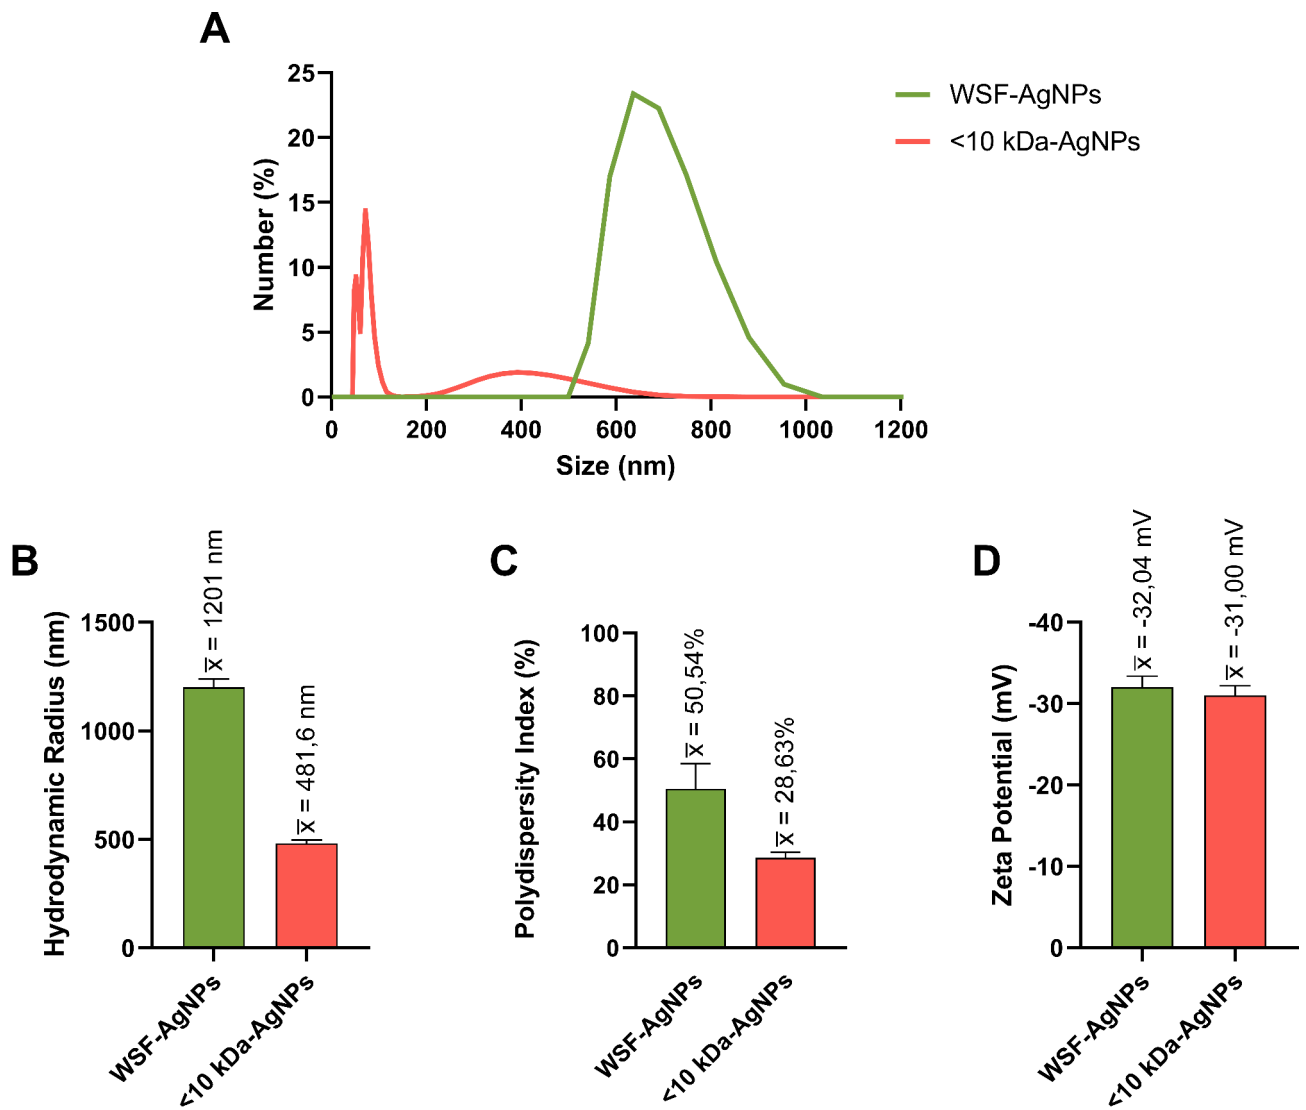 A
25
20
15
10
5
0
Number (%)
0 200 400 600 800 1000 1200
Size (nm)
WSF-AgNPs
<10 kDa-AgNPs
B
1500
1000
500
0
Hydrodynamic Radius (nm)
x̅ = 1201 nm
x̅ = 481,6 nm
WSF-AgNPs
<10 kDa-AgNPs
C
100
80
60
40
20
0
Polydispersity Index (%)
x̅ = 50,54%
x̅ = 28,63%
WSF-AgNPs
<10 kDa-AgNPs
D
-40
-30
-20
-10
0
Zeta Potential (mV)
x̅ = -32,04 mV
x̅ = -31,00 mV
WSF-AgNPs
<10 kDa-AgNPs